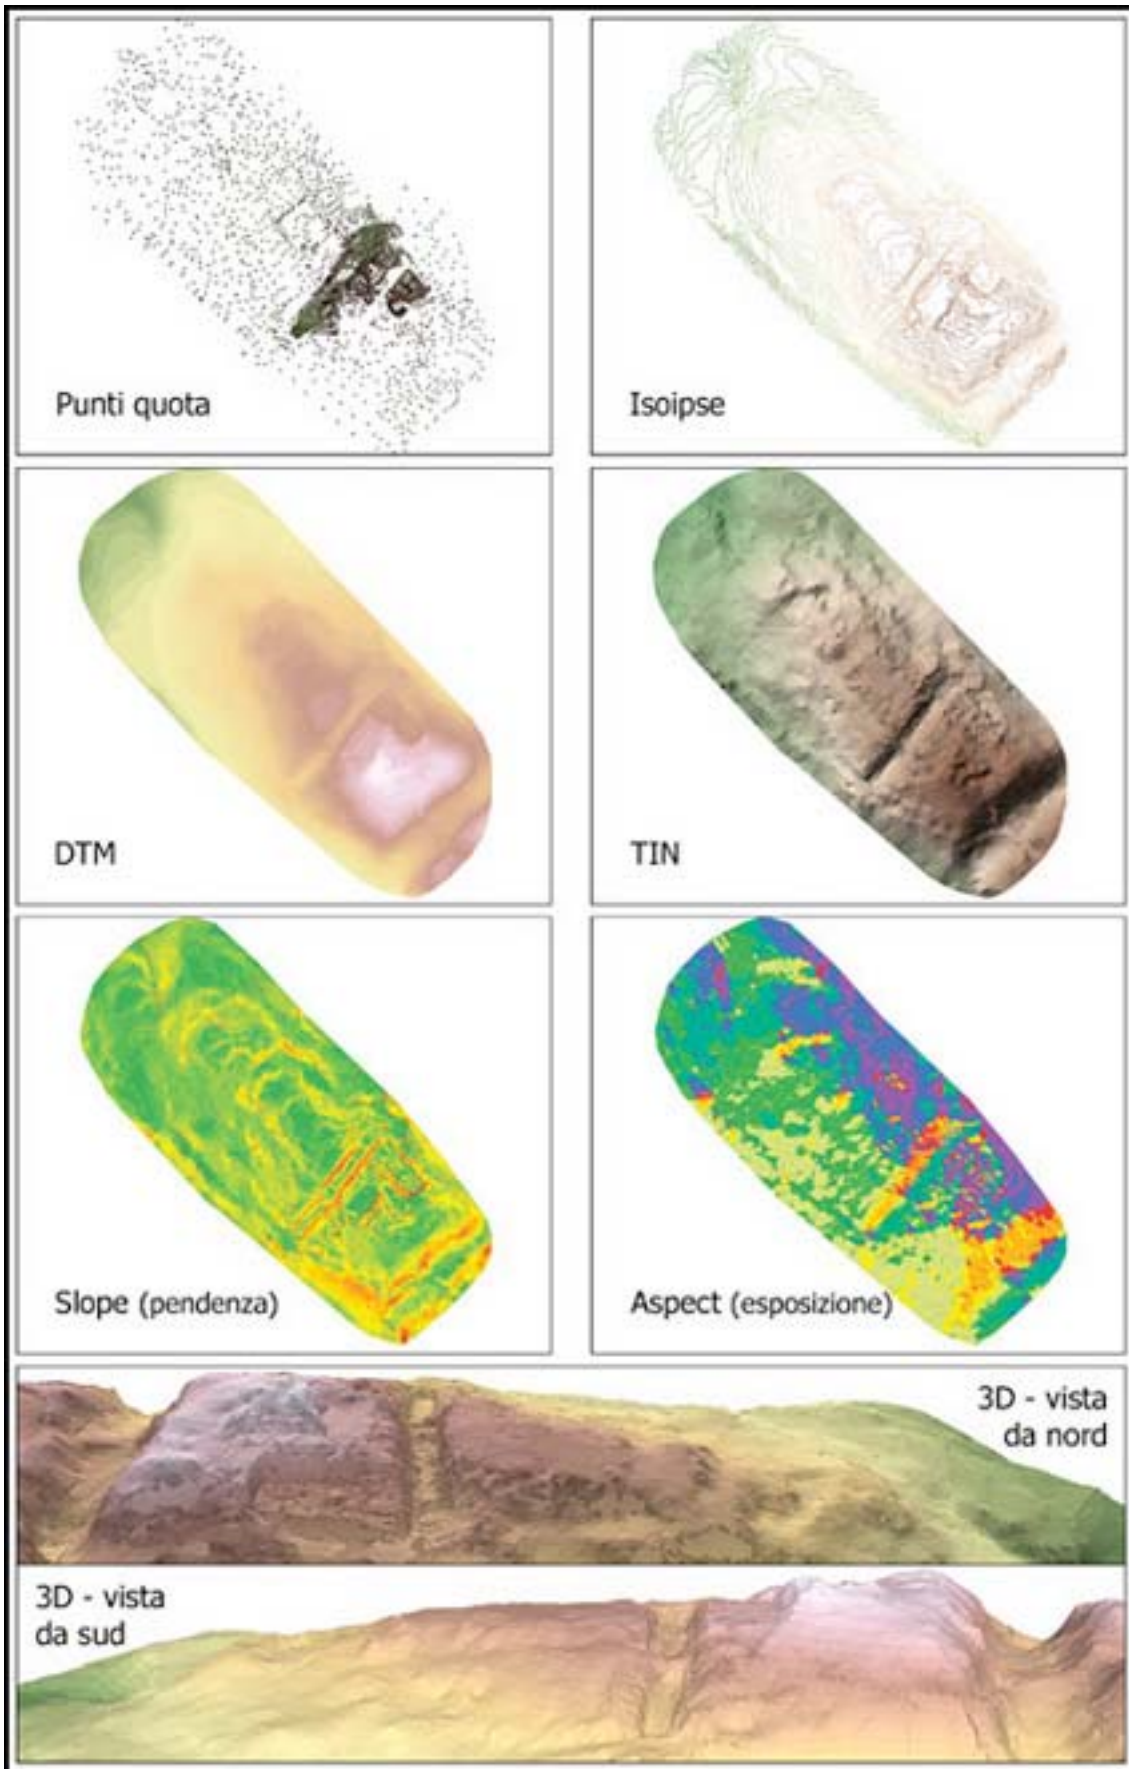 Punti quota
Isoipse
DTM
TIN
Slope (pendenza)
Aspect (esposizione)
3D - vista
da nord
3D - vista
da sud